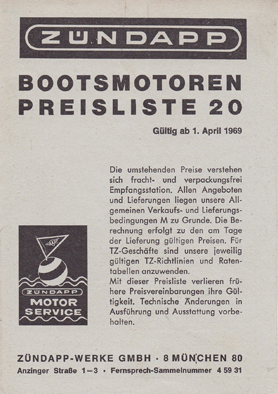 ZÜNDAPP
BOOTSMOTOREN
PREISLISTE 20
Gültig ab 1. April 1969
Die umstehenden Preise verstehen
sich fracht- und verpackungsfrei
Empfangsstation. Allen Angeboten
und Lieferungen liegen unsere All-
gemeinen Verkaufs- und Lieferungs-
bedingungen M zu Grunde. Die Be-
rechnung erfolgt zu den am Tage
der Lieferung gültigen Preisen. Für
TZ-Geschäfte sind unsere jeweilig
gültigen TZ-Richtlinien und Raten-
tabellen anzuwenden.
Mit dieser Preisliste verlieren frü-
here Preisvereinbarungen ihre Gül-
tigkeit. Technische Änderungen in
Ausführung und Ausstattung vorbe-
halten.
ZÜNDAPP
MOTOR
SERVICE
ZÜNDAPP-WERKE GMBH · 8 MÜNCHEN 80
Anzinger Straße 1—3 · Fernsprech-Sammelnummer 4 59 31